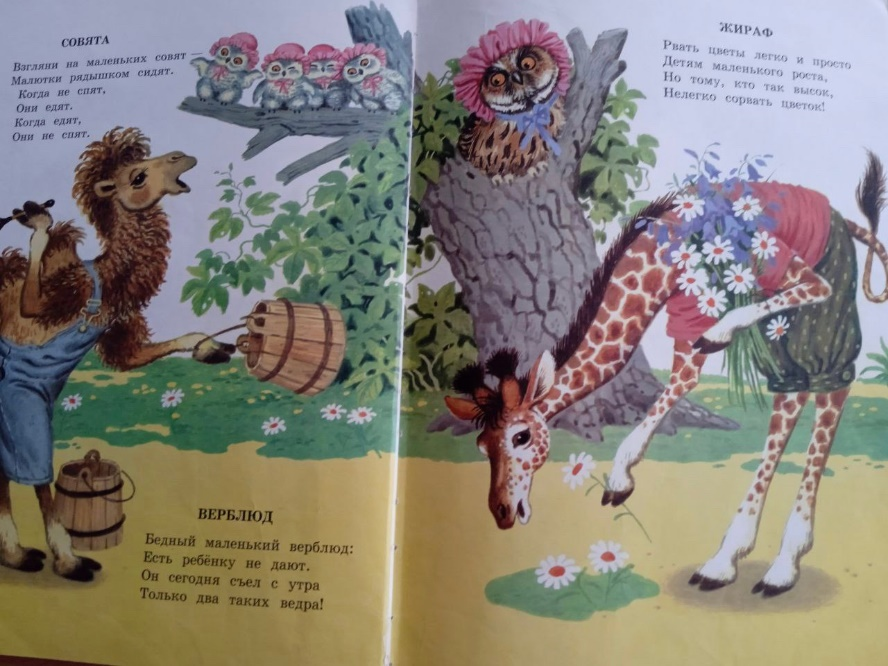 СОВЯТА
Взгляни на маленьких совят —
Малютки рядышком сидят.
Когда не спят,
Они едят.
Когда едят,
Они не спят.
ВЕРБЛЮД
Бедный маленький верблюд:
Есть ребёнку не дают.
Он сегодня съел с утра
Только два таких ведра!
ЖИРАФ
Рвать цветы легко и просто
Детям маленького роста,
Но тому, кто так высок,
Нелегко сорвать цветок!